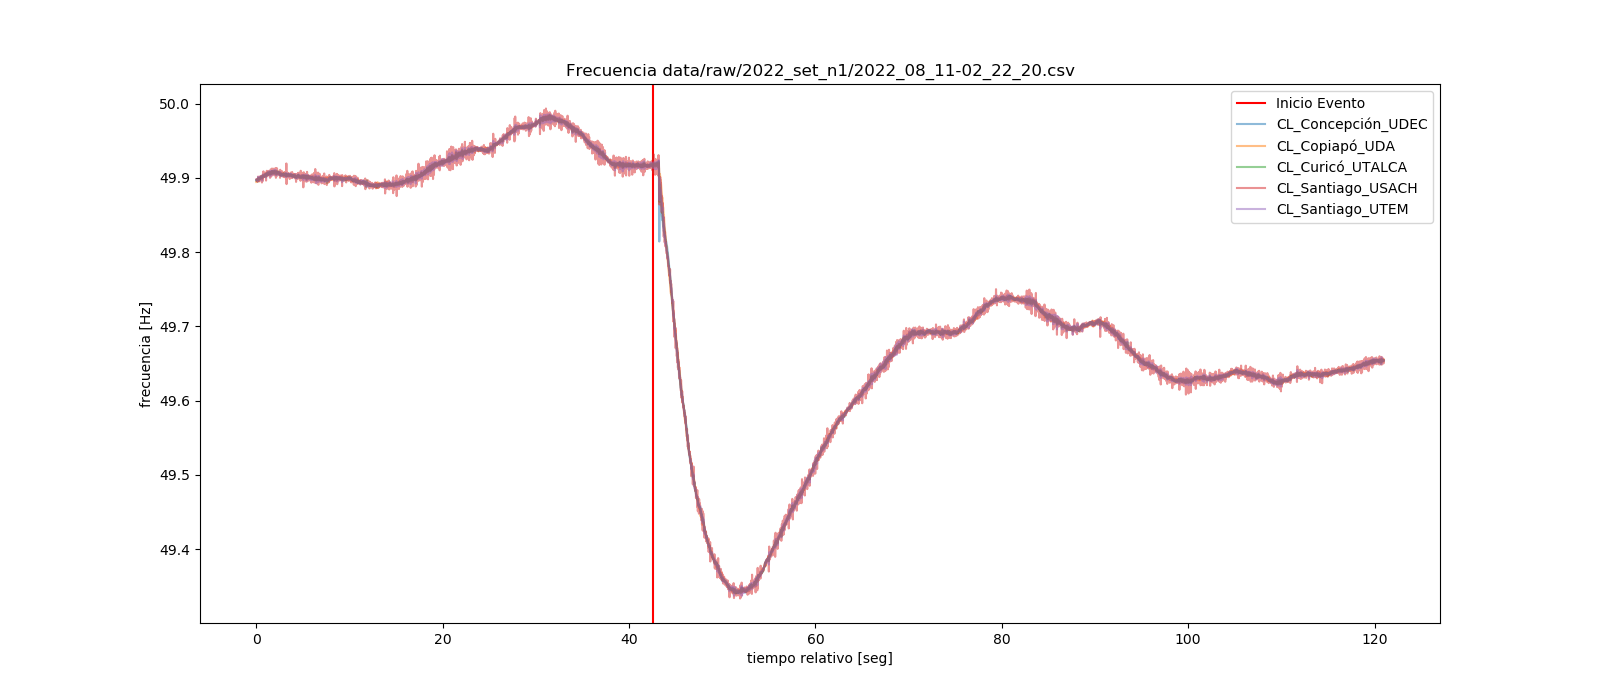 Frecuencia data/raw/2022_set_n1/2022_08_11-02_22_20.csv
50.0
49.9
49.8
49.7
49.6
49.5
49.4
frecuencia [Hz]
Inicio Evento
CL_Concepción_UDEC
CL_Copiapó_UDA
CL_Curicó_UTALCA
CL_Santiago_USACH
CL_Santiago_UTEM
0 20 40 60 80 100 120
tiempo relativo [seg]